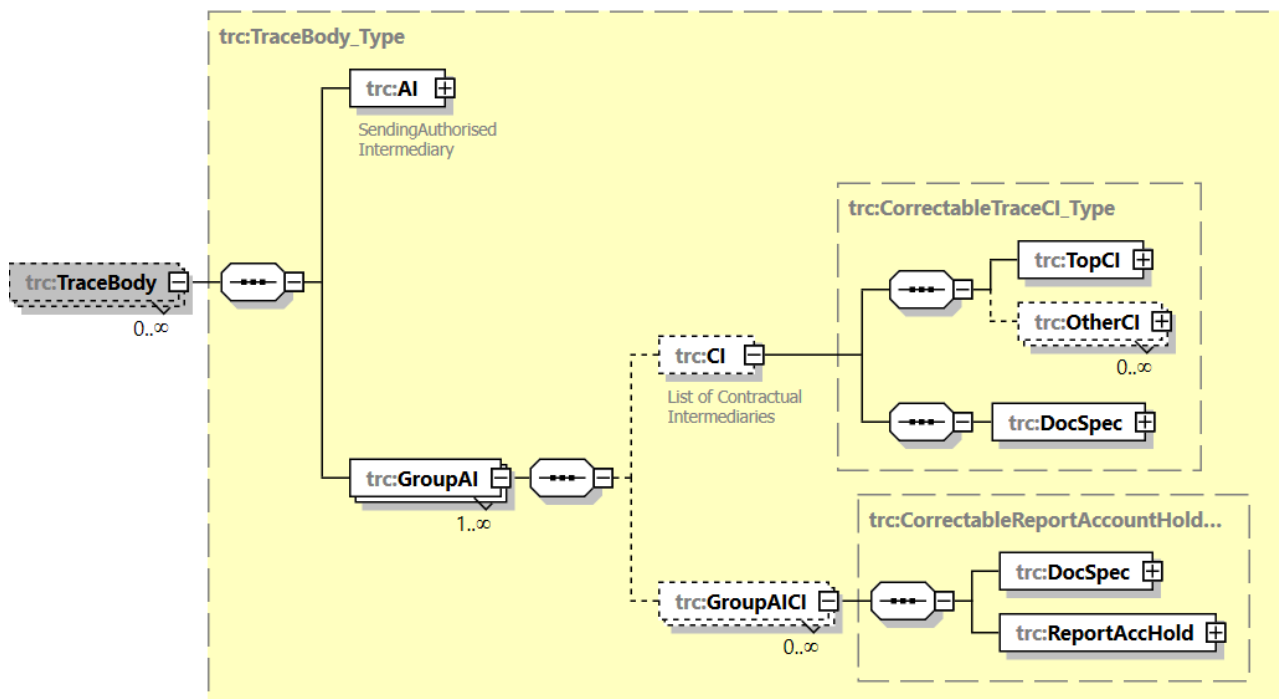 trc:TraceBody_Type
trc:AI
SendingAuthorised
Intermediary
trc:CorrectableTraceCI_Type
trc:TopCI
trc:TraceBody
0..∞
trc:OtherCI
0..∞
trc:CI
List of Contractual
Intermediaries
trc:DocSpec
trc:GroupAI
1..∞
trc:CorrectableReportAccountHold...
trc:DocSpec
trc:GroupAICI
0..∞
trc:ReportAccHold